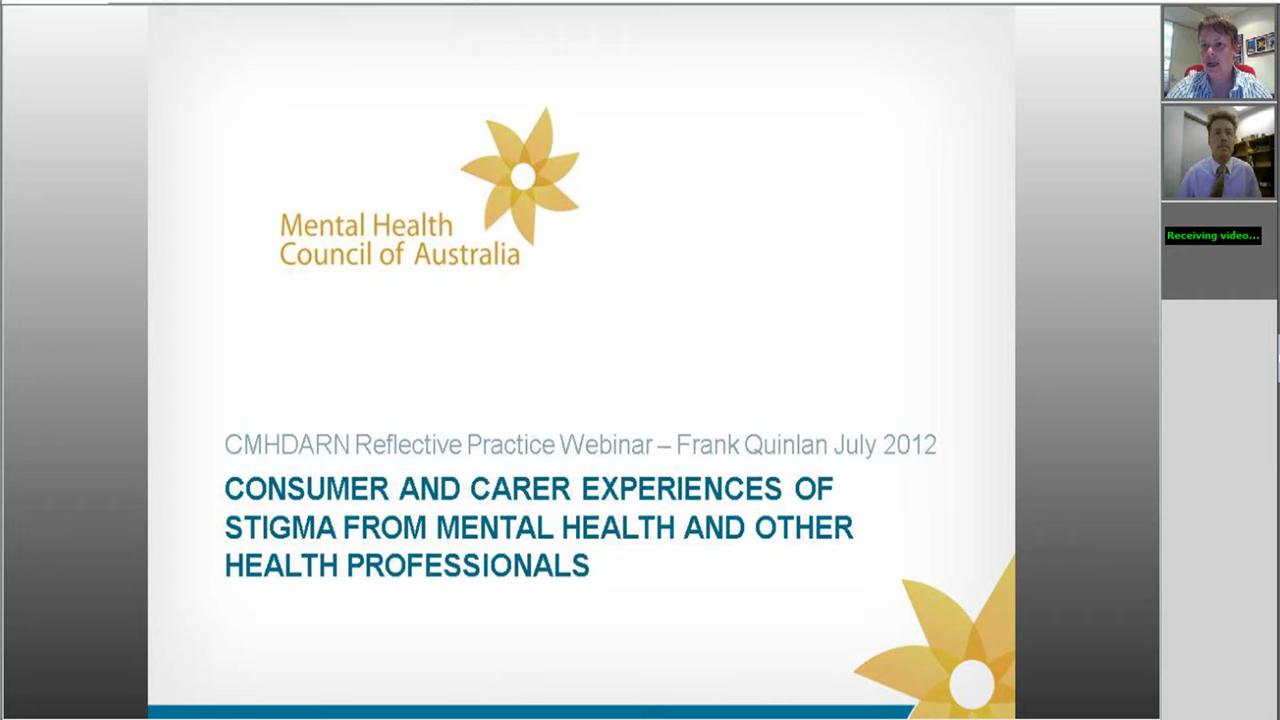 Mental Health
Council of Australia
CMHDARN Reflective Practice Webinar – Frank Quinlan July 2012
CONSUMER AND CARER EXPERIENCES OF
STIGMA FROM MENTAL HEALTH AND OTHER
HEALTH PROFESSIONALS
Receiving video...